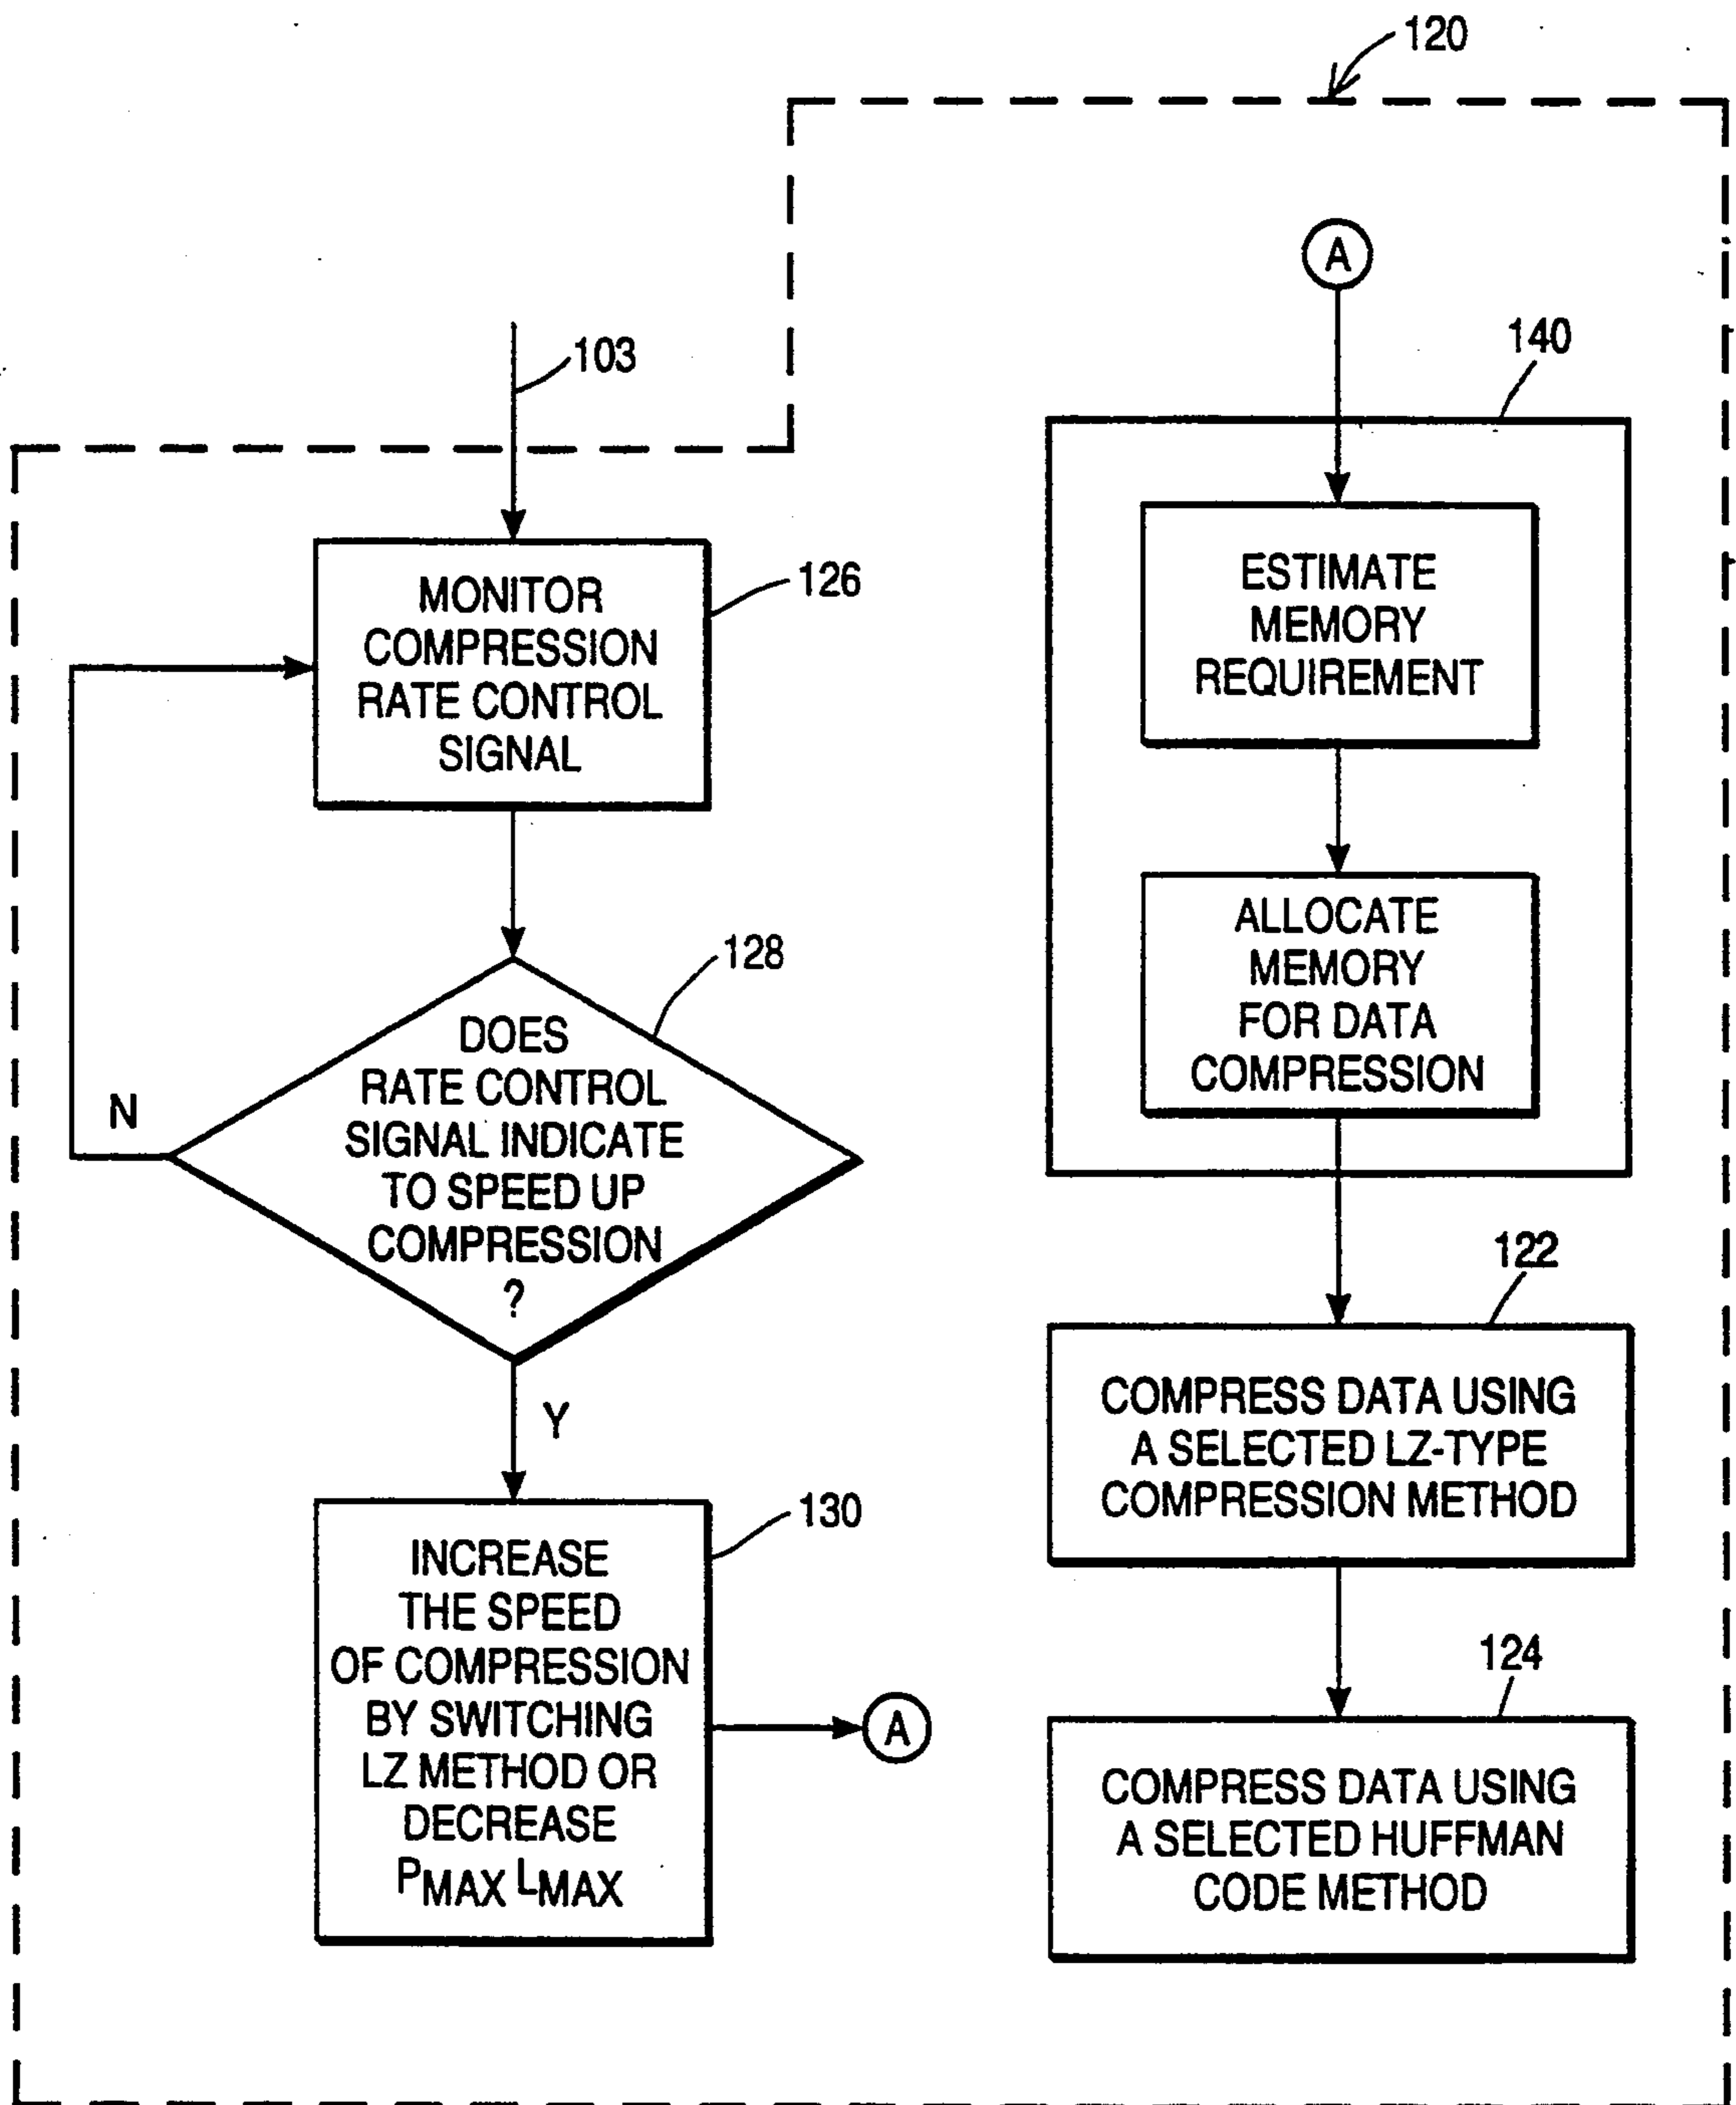 120
103
MONITOR
COMPRESSION
RATE CONTROL
SIGNAL
126
DOES
RATE CONTROL
SIGNAL INDICATE
TO SPEED UP
COMPRESSION
?
128
N
Y
INCREASE
THE SPEED
OF COMPRESSION
BY SWITCHING
LZ METHOD OR
DECREASE
PMAX LMAX
130
A
A
140
ESTIMATE
MEMORY
REQUIREMENT
ALLOCATE
MEMORY
FOR DATA
COMPRESSION
122
COMPRESS DATA USING
A SELECTED LZ-TYPE
COMPRESSION METHOD
124
COMPRESS DATA USING
A SELECTED HUFFMAN
CODE METHOD